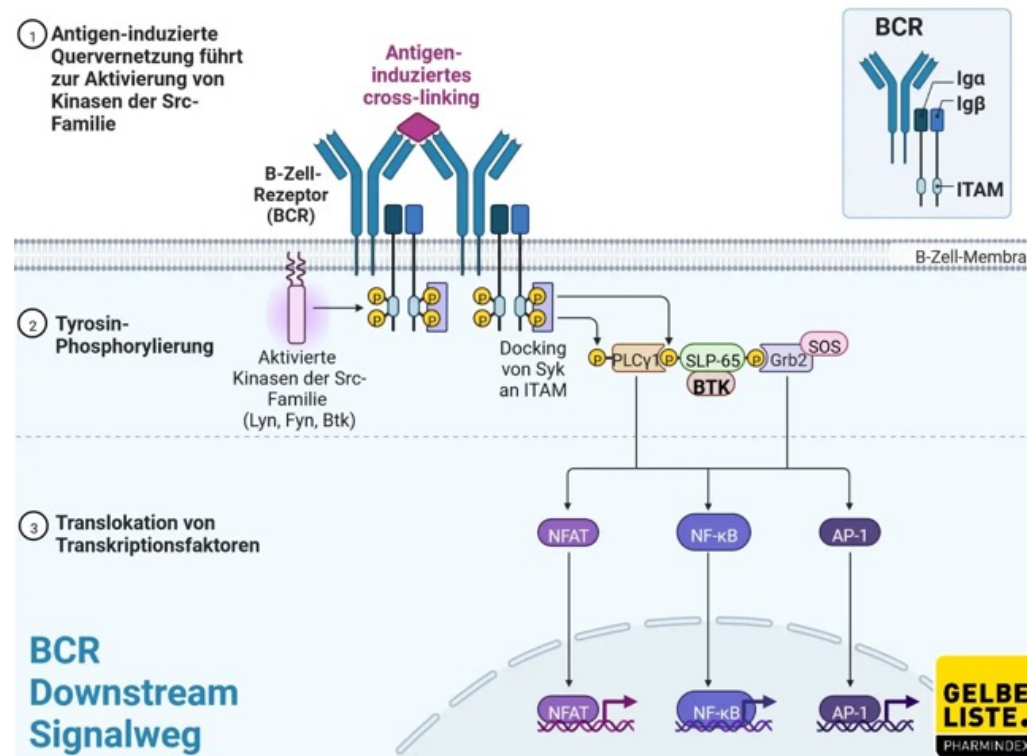 1 Antigen-induzierte
Quervernetzung führt
zur Aktivierung von
Kinasen der Src-
Familie
Antigen-
induziertes
cross-linking
B-Zell-
Rezeptor
(BCR)
BCR
Igα
Igβ
ITAM
B-Zell-Membra
2 Tyrosin-
Phosphorylierung
Aktivierte
Kinasen der Src-
Familie
(Lyn, Fyn, Btk)
P P P P
P P P P
Docking
von Syk
an ITAM
P PLCγ1 P SLP-65 P Grb2 SOS
BTK
3 Translokation von
Transkriptionsfaktoren
NFAT NF-κB AP-1
NFAT NF-κB AP-1
BCR
Downstream
Signalweg
GELBE
LISTE.
PHARMINDEX